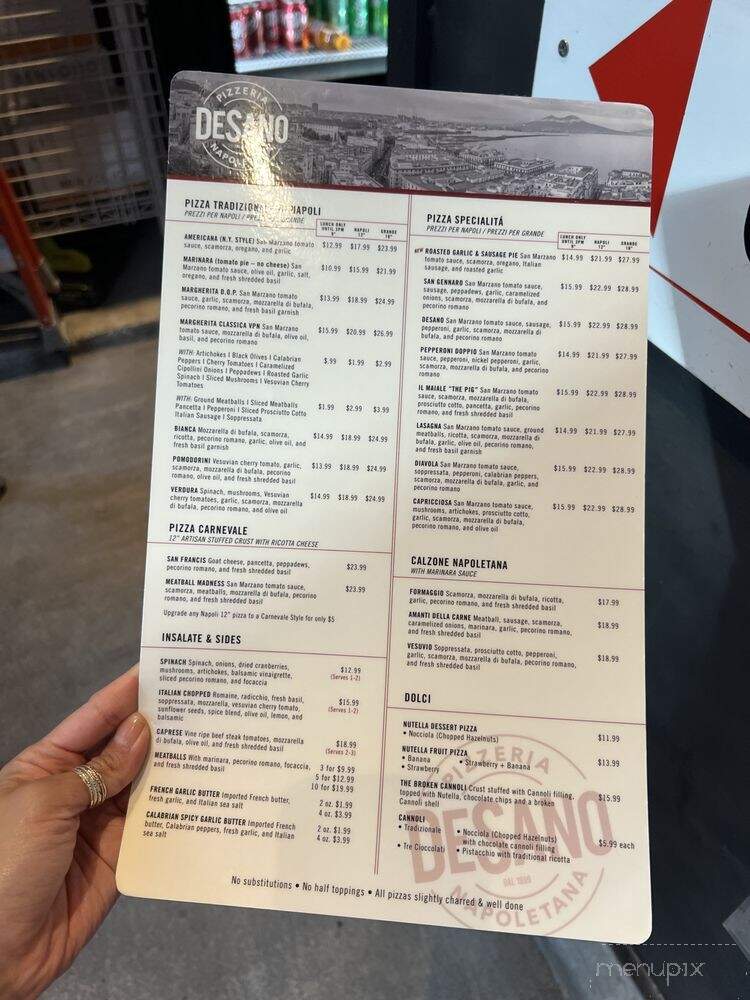 PIZZERIA
DESANO
PIZZA TRADIZIONALI NAPOLI
PREZZI PER NAPOLI / PREZZI PER GRANDE
LUNCH ONLY UNTIL 3PM 9" NAPOLI 12" GRANDE 16"
AMERICANA (N.Y. STYLE) San Marzano tomato $12.99 $17.99 $23.99
sauce, scamorza, oregano, and garlic
MARINARA (tomato pie – no cheese) San $10.99 $15.99 $21.99
Marzano tomato sauce, olive oil, garlic, salt,
oregano, and fresh shredded basil
MARGHERITA D.O.P. San Marzano tomato $13.99 $18.99 $24.99
sauce, garlic, scamorza, mozzarella di bufala,
pecorino romano and fresh shredded basil
MARGHERITA CLASSICA VPN San Marzano $15.99 $20.99 $26.99
tomato sauce, mozzarella di bufala, olive oil,
basil, and pecorino romano
WITH: Artichokes I Black Olives I Calabrian $.99 $1.99 $2.99
Peppers I Cherry Tomatoes I Caramelized
Cipollini Onions I Peppadews I Roasted Garlic
Spinach I Sliced Mushrooms I Vesuvian Cherry
Tomatoes
WITH: Ground Meatballs I Sliced Meatballs $1.99 $2.99 $3.99
Pancetta I Pepperoni I Sliced Prosciutto Cotto
Italian Sausage I Soppressata
BIANCA Mozzarella di bufala, scamorza, $14.99 $18.99 $24.99
ricotta, pecorino romano, garlic, olive oil, and
fresh basil garnish
POMODORINI Vesuvian cherry tomato, garlic, $13.99 $18.99 $24.99
scamorza, mozzarella di bufala, pecorino
romano, olive oil, and fresh shredded basil
VERDURA Spinach, mushrooms, Vesuvian $14.99 $18.99 $24.99
cherry tomatoes, garlic, scamorza, mozzarella
di bufala, pecorino romano, and olive oil
PIZZA CARNEVALE
12" ARTISAN STUFFED CRUST WITH RICOTTA CHEESE
SAN FRANCIS Goat cheese, pancetta, peppadews, $23.99
pecorino romano, and fresh shredded basil
MEATBALL MADNESS San Marzano tomato sauce, $23.99
scamorza, meatballs, mozzarella di bufala, pecorino
romano, and fresh shredded basil
Upgrade any Napoli 12" pizza to a Carnevale Style for only $5
INSALATE & SIDES
SPINACH Spinach, onions, dried cranberries, $12.99
mushrooms, artichokes, balsamic vinaigrette, (Serves 1-2)
sliced pecorino romano, and focaccia
ITALIAN CHOPPED Romaine, radicchio, fresh basil, $15.99
soppressata, mozzarella, vesuvian cherry tomato, (Serves 1-2)
sunflower seeds, spice blend, olive oil, lemon, and
balsamic
CAPRESE Vine ripe beef steak tomatoes, mozzarella $18.99
di bufala, olive oil, and fresh shredded basil (Serves 2-3)
MEATBALLS With marinara, pecorino romano, focaccia, 3 for $9.99
and fresh shredded basil 5 for $12.99
10 for $19.99
FRENCH GARLIC BUTTER Imported French butter, 2 oz. $1.99
fresh garlic, and Italian sea salt 4 oz. $3.99
CALABRIAN SPICY GARLIC BUTTER Imported French 2 oz. $1.99
butter, Calabrian peppers, fresh garlic, and Italian 4 oz. $3.99
sea salt
PIZZA SPECIALITÁ
PREZZI PER NAPOLI / PREZZI PER GRANDE
LUNCH ONLY UNTIL 3PM 9" NAPOLI 12" GRANDE 16"
NEW ROASTED GARLIC & SAUSAGE PIE San Marzano $14.99 $21.99 $27.99
tomato sauce, scamorza, oregano, Italian
sausage, and roasted garlic
SAN GENNARO San Marzano tomato sauce, $15.99 $22.99 $28.99
sausage, peppadews, garlic, caramelized
onions, scamorza, mozzarella di bufala, and
pecorino romano
DESANO San Marzano tomato sauce, sausage, $15.99 $22.99 $28.99
pepperoni, garlic, scamorza, mozzarella di
bufala, and pecorino romano
PEPPERONI DOPPIO San Marzano tomato $14.99 $21.99 $27.99
sauce, pepperoni, nickel pepperoni, garlic,
scamorza, mozzarella di bufala, and pecorino
romano
IL MAIALE "THE PIG" San Marzano tomato $15.99 $22.99 $28.99
sauce, scamorza, mozzarella di bufala,
prosciutto cotto, pancetta, garlic, pecorino
romano, and fresh shredded basil
LASAGNA San Marzano tomato sauce, ground $14.99 $21.99 $27.99
meatballs, ricotta, scamorza, mozzarella di
bufala, garlic, olive oil, pecorino romano,
and fresh basil garnish
DIAVOLA San Marzano tomato sauce, $15.99 $22.99 $28.99
soppressata, pepperoni, calabrian peppers,
scamorza, mozzarella di bufala, garlic, and
pecorino romano
CAPRICCIOSA San Marzano tomato sauce, $15.99 $22.99 $28.99
mushrooms, artichokes, prosciutto cotto,
garlic, scamorza, mozzarella di bufala,
pecorino romano, and olive oil
CALZONE NAPOLETANA
WITH MARINARA SAUCE
FORMAGGIO Scamorza, mozzarella di bufala, ricotta, $17.99
garlic, pecorino romano, and fresh shredded basil
AMANTI DELLA CARNE Meatball, sausage, scamorza, $18.99
caramelized onions, marinara, garlic, pecorino romano,
and fresh shredded basil
VESUVIO Soppressata, prosciutto cotto, pepperoni, $18.99
garlic, scamorza, mozzarella di bufala, pecorino romano,
and fresh shredded basil
DOLCI
NUTELLA DESSERT PIZZA $11.99
• Nocciola (Chopped Hazelnuts)
NUTELLA FRUIT PIZZA $13.99
• Banana • Strawberry + Banana
• Strawberry
THE BROKEN CANNOLI Crust stuffed with Cannoli filling, $15.99
topped with Nutella, chocolate chips and a broken
Cannoli shell
CANNOLI $5.99 each
• Tradizionale • Nocciola (Chopped Hazelnuts)
with chocolate cannoli filling
• Tre Cioccolati • Pistacchio with traditional ricotta
PIZZERIA
DESANO
NAPOLETANA
No substitutions • No half toppings • All pizzas slightly charred & well done
menupix